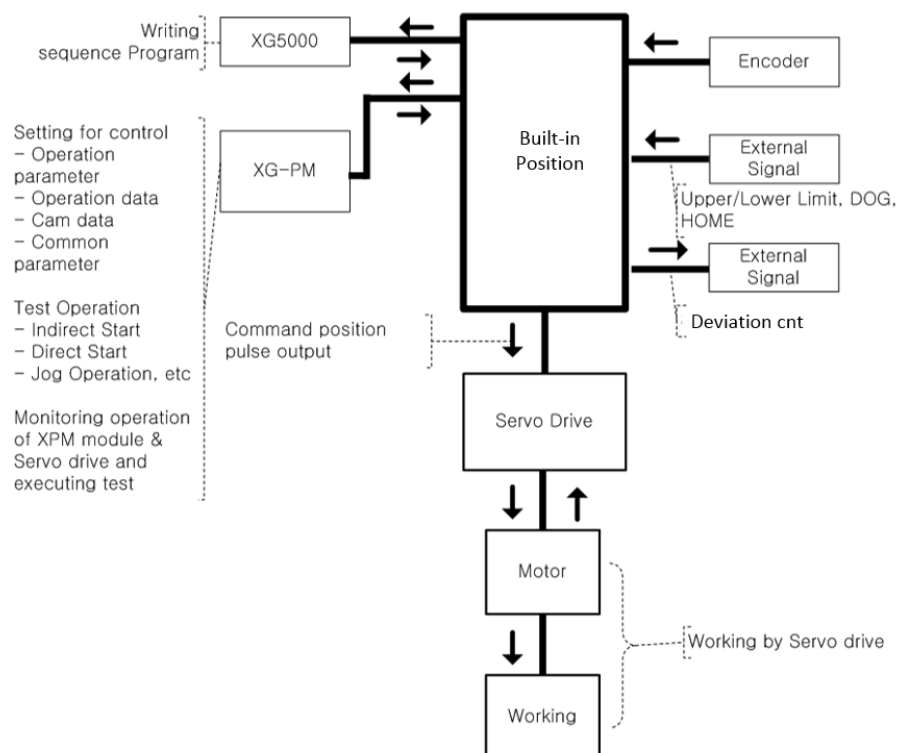 Writing
sequence Program
XG5000
Encoder
Setting for control
- Operation
parameter
- Operation data
- Cam data
- Common
parameter
XG-PM
Built-in
Position
External
Signal
Upper/Lower Limit, DOG,
HOME
External
Signal
Deviation cnt
Test Operation
- Indirect Start
- Direct Start
- Jog Operation, etc
Command position
pulse output
Monitoring operation
of XPM module &
Servo drive and
executing test
Servo Drive
Motor
Working by Servo drive
Working